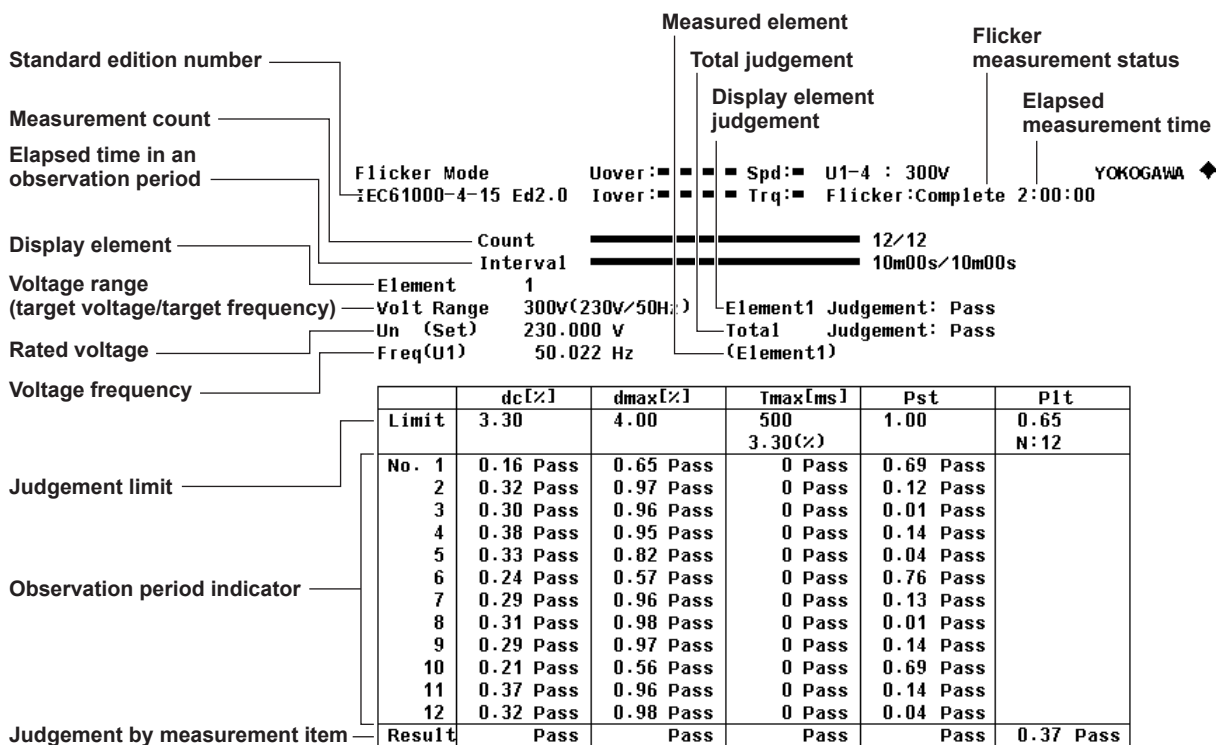 Measured element
Total judgement
Display element
judgement
Flicker
measurement status
Elapsed
measurement time
Standard edition number
Measurement count
Elapsed time in an
observation period
Display element
Voltage range
(target voltage/target frequency)
Rated voltage
Voltage frequency
Judgement limit
Observation period indicator
Judgement by measurement item
Flicker Mode Uover: Spd: U1-4 : 300V YOKOGAWA
IEC61000-4-15 Ed2.0 Iover: Trq: Flicker:Complete 2:00:00
Count 12/12
Interval 10m00s/10m00s
Element 1
Volt Range 300V(230V/50Hz) Element1 Judgement: Pass
Un (Set) 230.000 V Total Judgement: Pass
Freq(U1) 50.022 Hz (Element1)
dc[%] dmax[%] Tmax[ms] Pst Plt
Limit 3.30 4.00 500 1.00 0.65
3.30(%) N:12
No. 1 0.16 Pass 0.65 Pass 0 Pass 0.69 Pass
2 0.32 Pass 0.97 Pass 0 Pass 0.12 Pass
3 0.30 Pass 0.96 Pass 0 Pass 0.01 Pass
4 0.38 Pass 0.95 Pass 0 Pass 0.14 Pass
5 0.33 Pass 0.82 Pass 0 Pass 0.04 Pass
6 0.24 Pass 0.57 Pass 0 Pass 0.76 Pass
7 0.29 Pass 0.96 Pass 0 Pass 0.13 Pass
8 0.31 Pass 0.98 Pass 0 Pass 0.01 Pass
9 0.29 Pass 0.97 Pass 0 Pass 0.14 Pass
10 0.21 Pass 0.56 Pass 0 Pass 0.69 Pass
11 0.37 Pass 0.96 Pass 0 Pass 0.14 Pass
12 0.32 Pass 0.98 Pass 0 Pass 0.04 Pass
Result Pass Pass Pass Pass 0.37 Pass